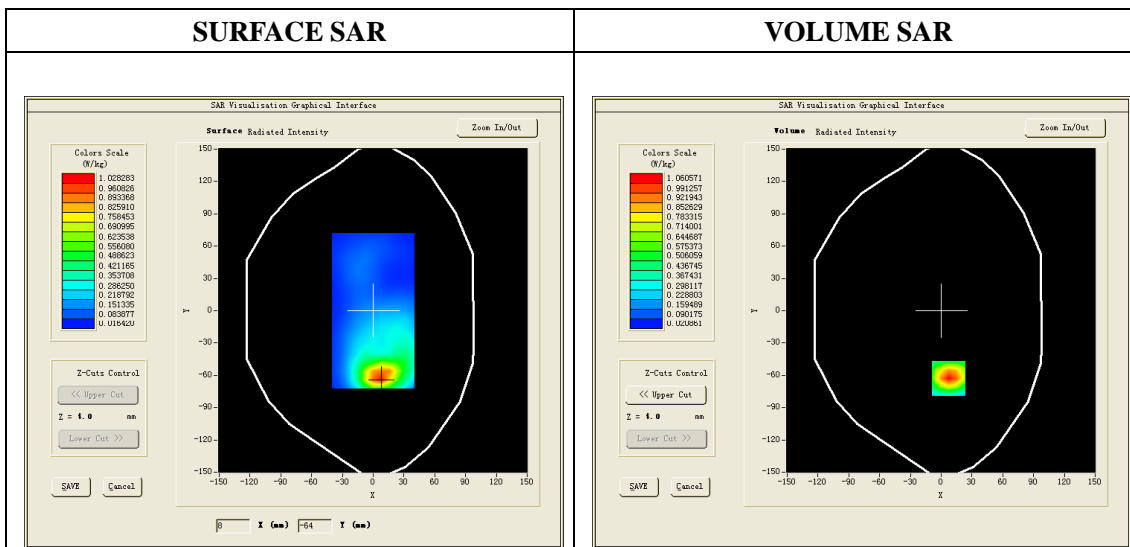 SURFACE SAR
VOLUME SAR
SAR Visualisation Graphical Interface
Surface Radiated Intensity
Zoom In/Out
Colors Scale
(W/kg)
1.028283
0.960826
0.893368
0.825910
0.758453
0.690995
0.623538
0.556080
0.488623
0.421165
0.353708
0.286250
0.218792
0.151335
0.083877
0.016420
150
120
90
60
30
0
-30
-60
-90
-120
-150
Y
-150 -120 -90 -60 -30 0 30 60 90 120 150
X
Z-Cuts Control
<< Upper Cut
Z = 4.0 mm
Lower Cut >>
SAVE Cancel
8 X (mm) -64 Y (mm)
SAR Visualisation Graphical Interface
Volume Radiated Intensity
Zoom In/Out
Colors Scale
(W/kg)
1.060571
0.991257
0.921943
0.852629
0.783315
0.714001
0.644687
0.575373
0.506059
0.436745
0.367431
0.298117
0.228803
0.159489
0.090175
0.020861
150
120
90
60
30
0
-30
-60
-90
-120
-150
Y
-150 -120 -90 -60 -30 0 30 60 90 120 150
X
Z-Cuts Control
<< Upper Cut
Z = 4.0 mm
Lower Cut >>
SAVE Cancel